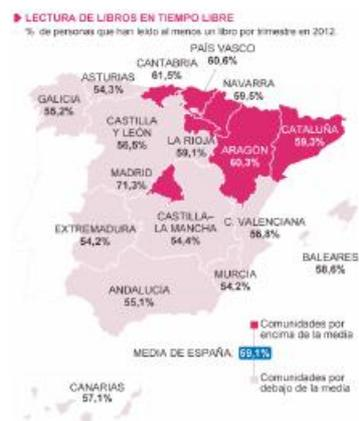 LECTURA DE LIBROS EN TIEMPO LIBRE
% de personas que han leído al menos un libro por trimestre en 2012.
PAÍS VASCO
60,6%
CANTABRIA
61,5%
ASTURIAS
54,3%
NAVARRA
59,5%
GALICIA
55,2%
CASTILLA
Y LEÓN
56,5%
LA RIOJA
59,1%
CATALUÑA
59,3%
ARAGÓN
60,3%
MADRID
71,3%
CASTILLA–
LA MANCHA
54,4%
C. VALENCIANA
56,8%
EXTREMADURA
54,2%
BALEARES
58,6%
MURCIA
54,2%
ANDALUCÍA
55,1%
Comunidades por
encima de la media
MEDIA DE ESPAÑA: 59,1%
Comunidades por
debajo de la media
CANARIAS
57,1%